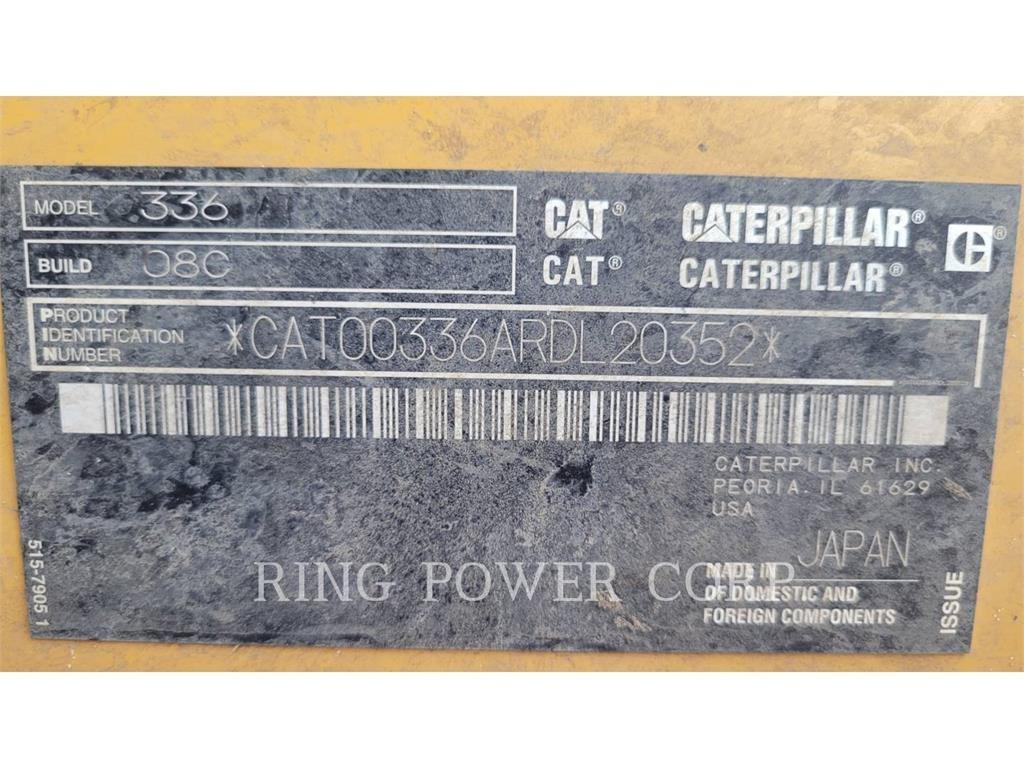 MODEL 336
BUILD 08C
CAT® CATERPILLAR® ®
CAT® CATERPILLAR®
PRODUCT
IDENTIFICATION
NUMBER
*CAT00336ARDL20352*
CATERPILLAR INC.
PEORIA, IL 61629
USA
JAPAN
MADE IN
OF DOMESTIC AND
FOREIGN COMPONENTS
515-7905 1
ISSUE
RING POWER CORP